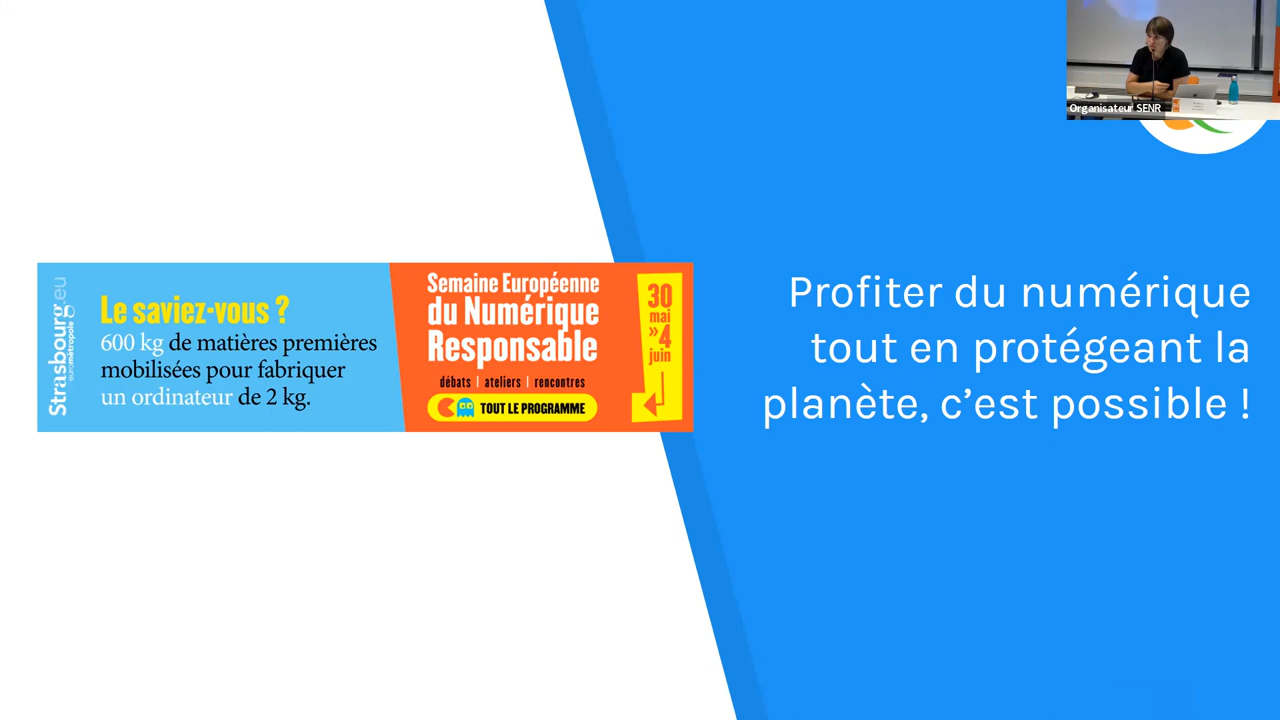 Organisateur SENR
Strasbourg.eu
eurométropole
Le saviez-vous ?
600 kg de matières premières
mobilisées pour fabriquer
un ordinateur de 2 kg.
Semaine Européenne
du Numérique
Responsable
débats | ateliers | rencontres
TOUT LE PROGRAMME
30
mai
»4
juin
Profiter du numérique
tout en protégeant la
planète, c’est possible !